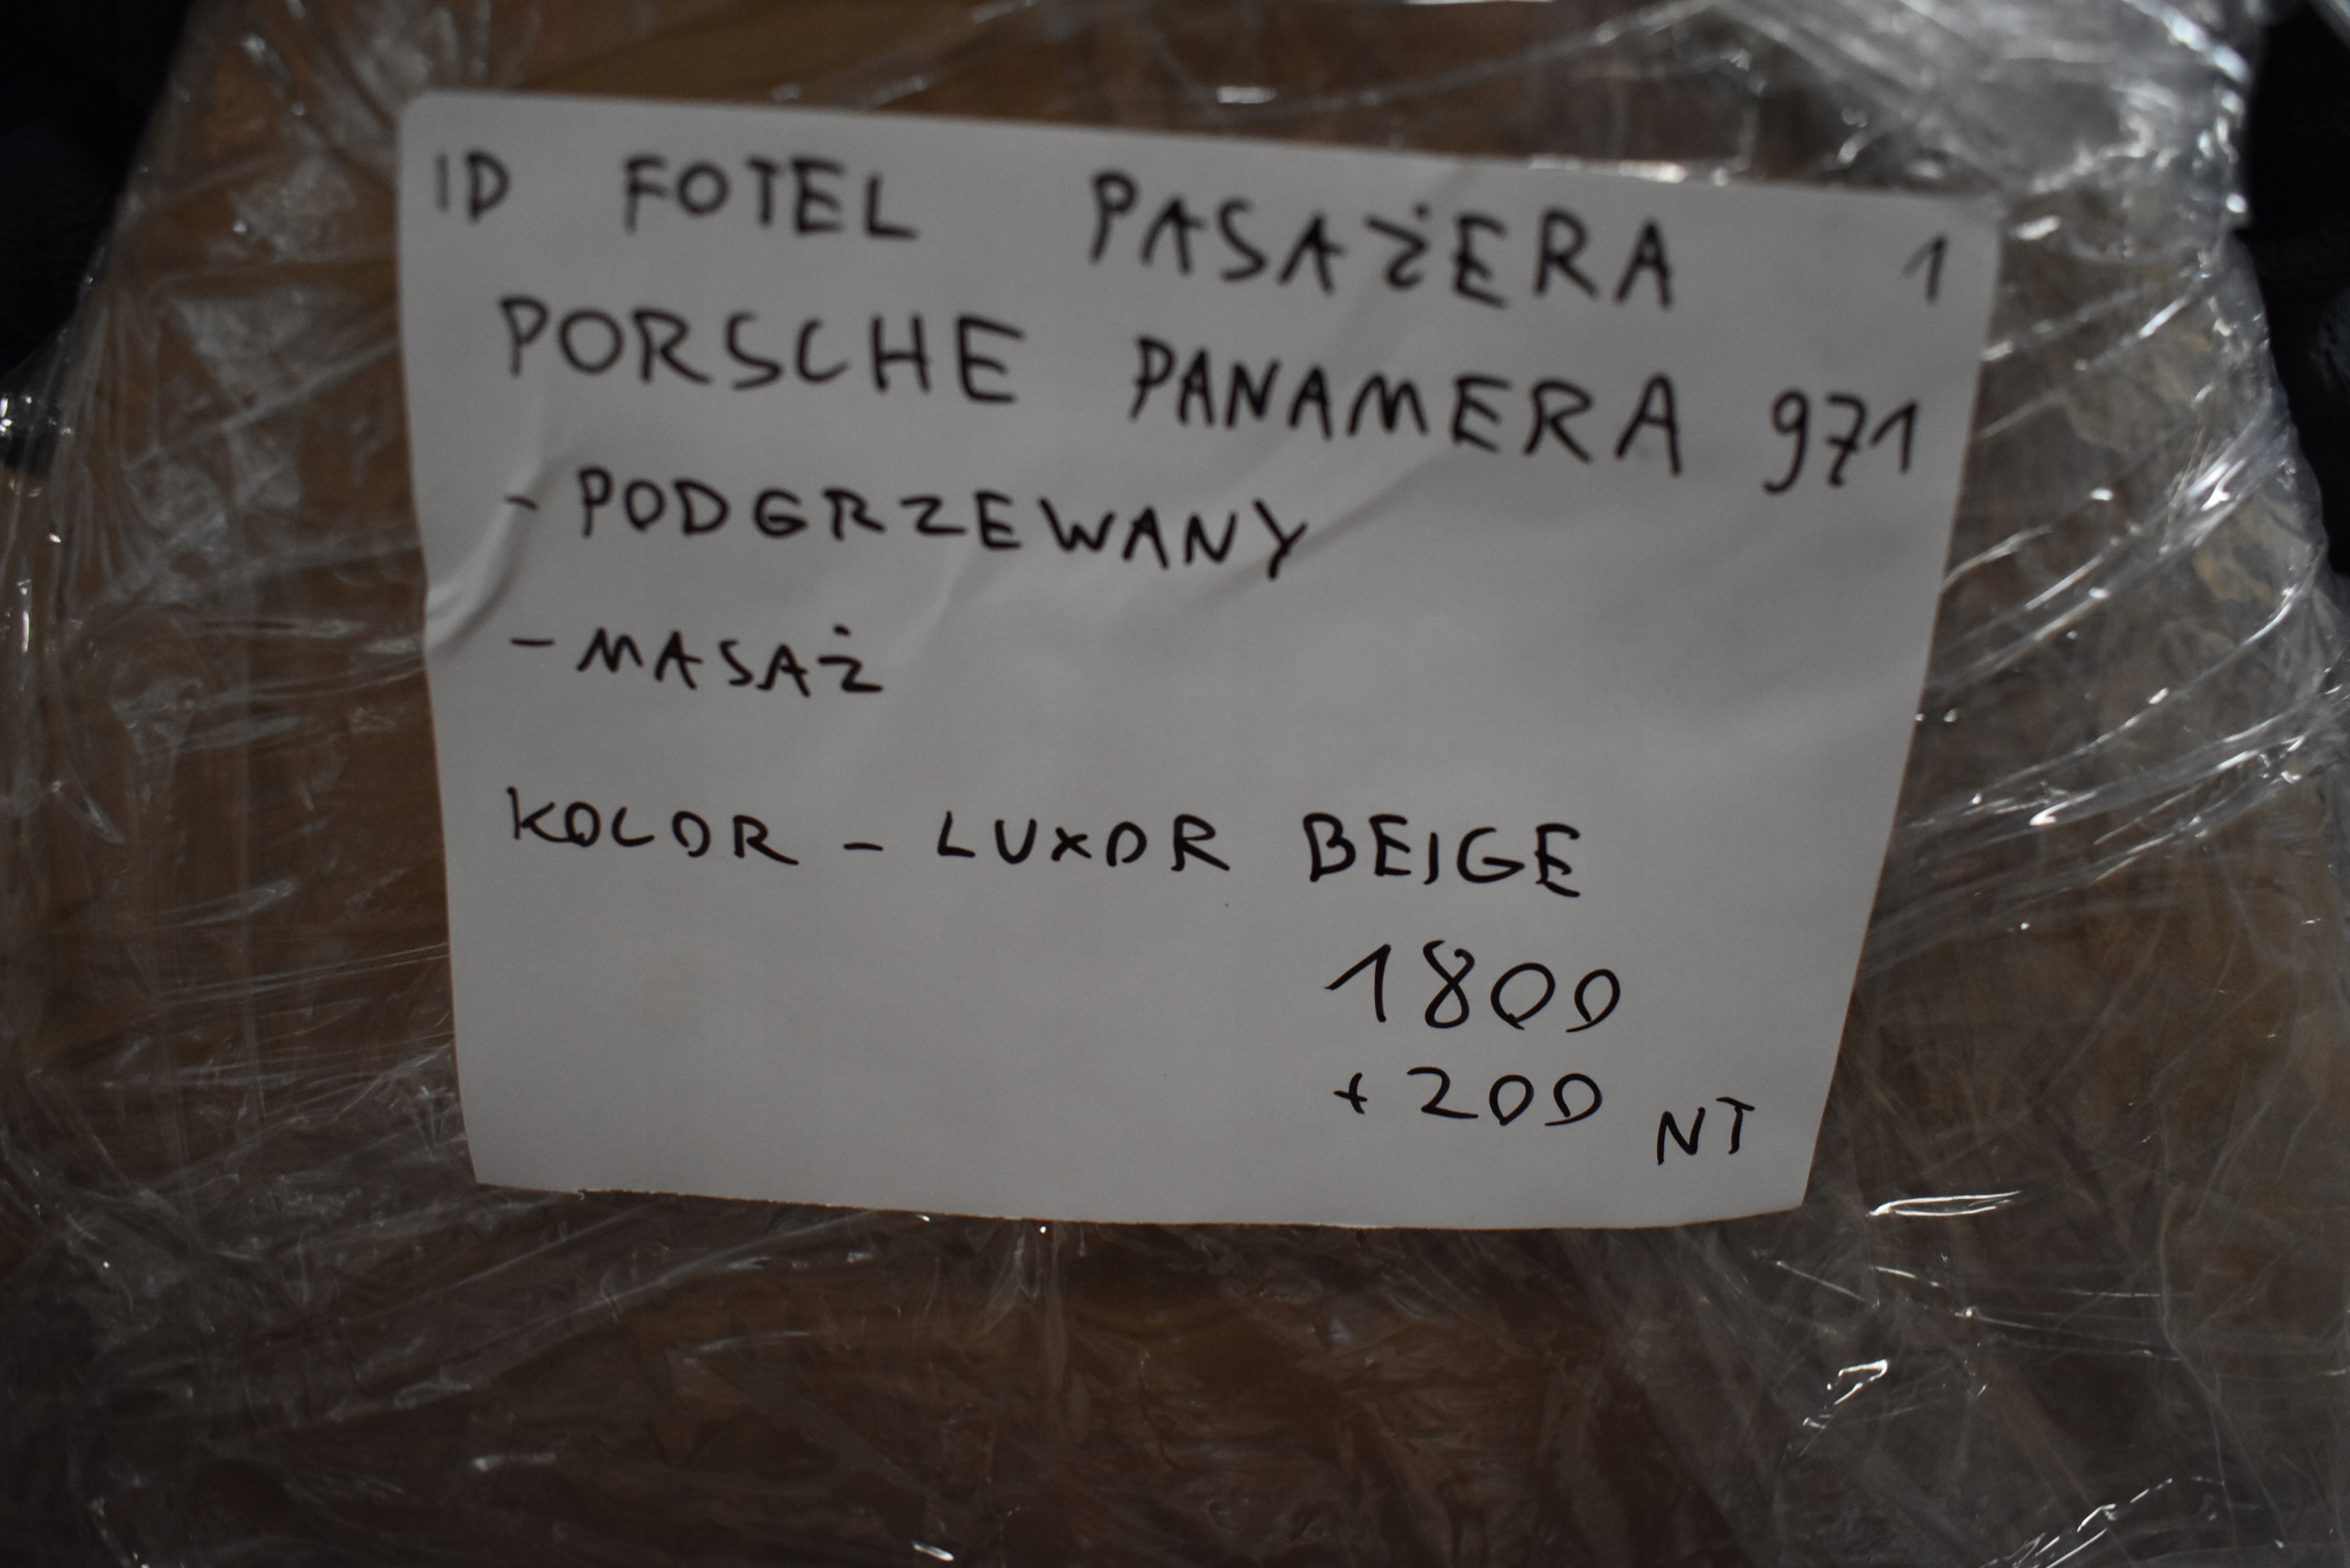 ID FOTEL PASAŻERA 1
PORSCHE PANAMERA 971
- PODGRZEWANY
- MASAŻ
KOLOR - LUXOR BEIGE
1800
+ 200 NT